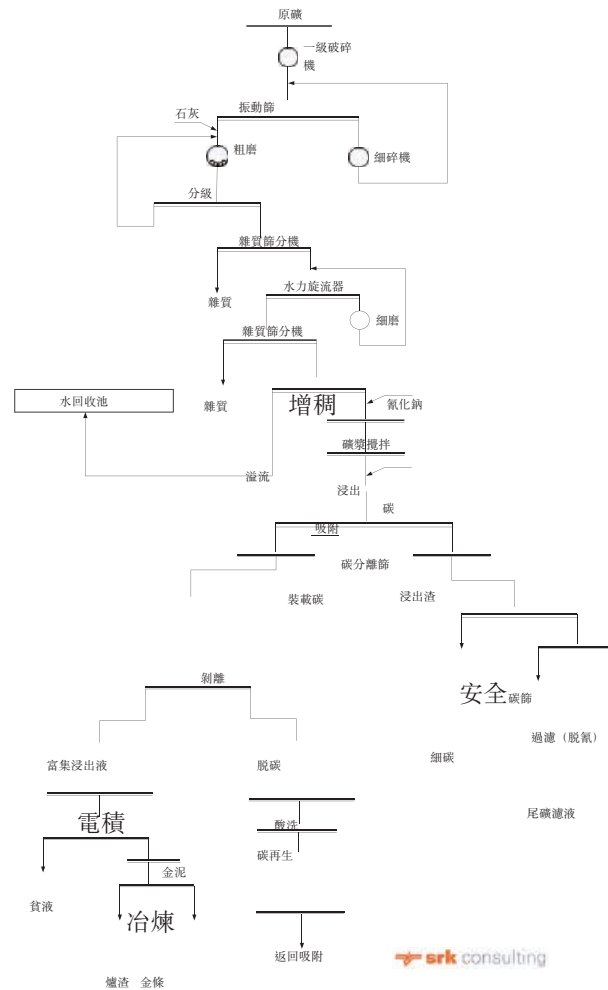 原礦
一級破碎
機
石灰
振動篩
粗磨
細碎機
分級
雜質篩分機
雜質
水力旋流器
細磨
雜質篩分機
水回收池
雜質
增稠
氰化鈉
礦漿攪拌
溢流
浸出
碳
吸附
碳分離篩
裝載碳
浸出渣
剝離
安全碳篩
過濾（脱氰）
富集浸出液
脱碳
細碳
尾礦濾液
電積
酸洗
碳再生
金泥
貧液
冶煉
返回吸附
爐渣 金條
srk consulting